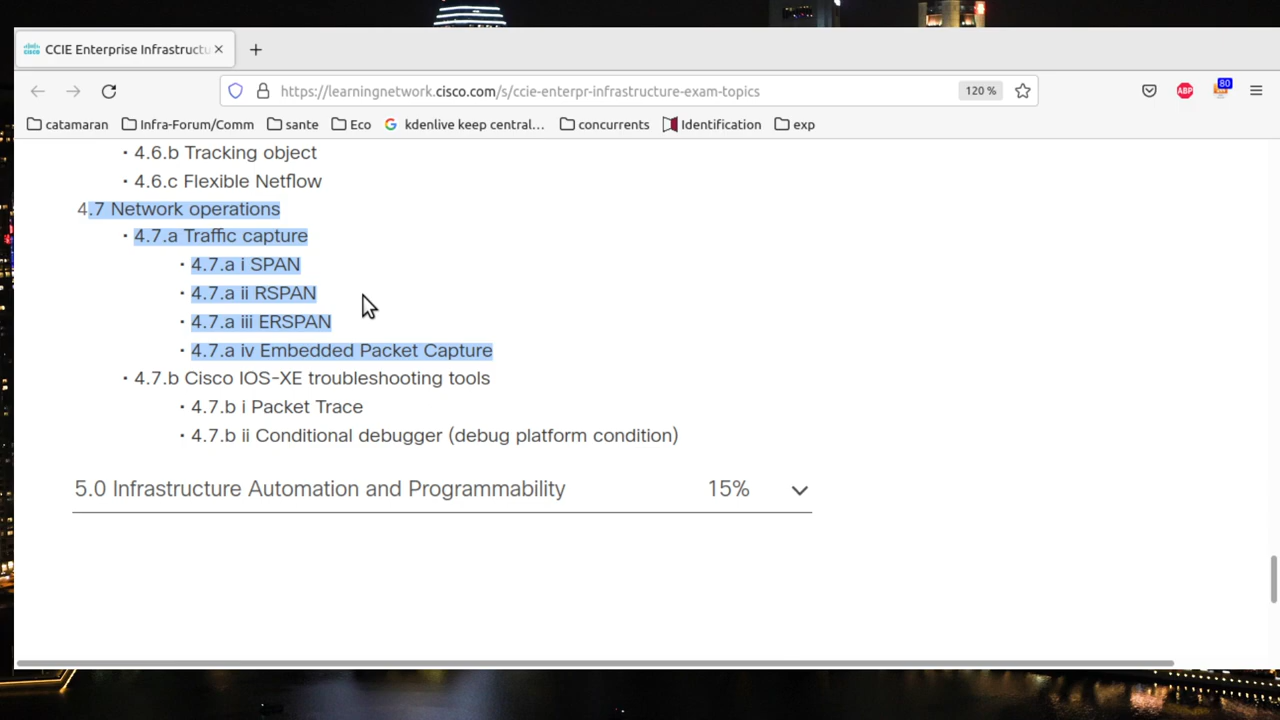 CCIE Enterprise Infrastructu
https://learningnetwork.cisco.com/s/ccie-enterpr-infrastructure-exam-topics
120 %
ABP
80
catamaran Infra-Forum/Comm sante Eco kdenlive keep central... concurrents Identification exp
• 4.6.b Tracking object
• 4.6.c Flexible Netflow
4.7 Network operations
• 4.7.a Traffic capture
• 4.7.a i SPAN
• 4.7.a ii RSPAN
• 4.7.a iii ERSPAN
• 4.7.a iv Embedded Packet Capture
• 4.7.b Cisco IOS-XE troubleshooting tools
• 4.7.b i Packet Trace
• 4.7.b ii Conditional debugger (debug platform condition)
5.0 Infrastructure Automation and Programmability 15%